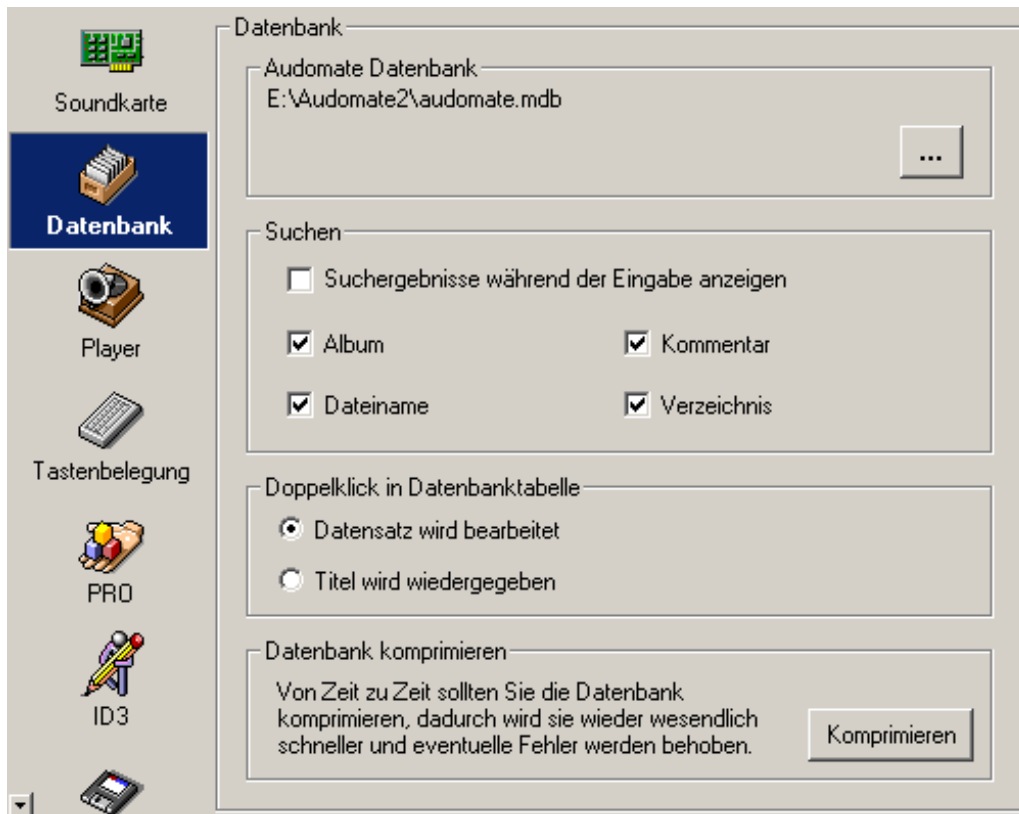 Soundkarte
Datenbank
Player
Tastenbelegung
PRO
ID3
Datenbank
Audomate Datenbank
E:\Audomate2\audomate.mdb
...
Suchen
Suchergebnisse während der Eingabe anzeigen
Album
Kommentar
Dateiname
Verzeichnis
Doppelklick in Datenbanktabelle
Datensatz wird bearbeitet
Titel wird wiedergegeben
Datenbank komprimieren
Von Zeit zu Zeit sollten Sie die Datenbank
komprimieren, dadurch wird sie wieder wesendlich
schneller und eventuelle Fehler werden behoben.
Komprimieren